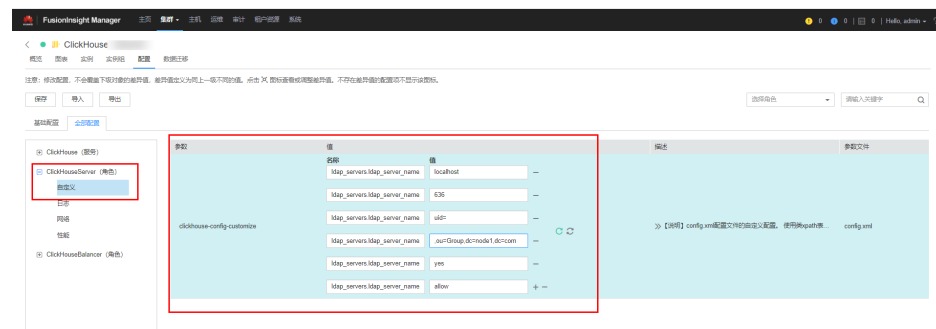 FusionInsight Manager 主页 集群 主机 运维 审计 租户资源 系统 0 0 0 Hello, admin
ClickHouse
概览 图表 实例 实例组 配置 数据迁移
注意：修改配置，不会覆盖下级对象的差异值，差异值定义为同上一级不同的值。点击 图标查看或调整差异值。不存在差异值的配置项不显示该图标。
保存 导入 导出 选择角色 请输入关键字
基础配置 全部配置
参数 值 描述 参数文件
ClickHouse（服务）
ClickHouseServer（角色）
自定义
日志
网络
性能
ClickHouseBalancer（角色）
名称 值
ldap_servers.ldap_server_name localhost
ldap_servers.ldap_server_name 636
ldap_servers.ldap_server_name uid=
clickhouse-config-customize 【说明】config.xml配置文件的自定义配置。 使用类xpath表... config.xml
ldap_servers.ldap_server_name ,ou=Group,dc=node1,dc=com
ldap_servers.ldap_server_name yes
ldap_servers.ldap_server_name allow